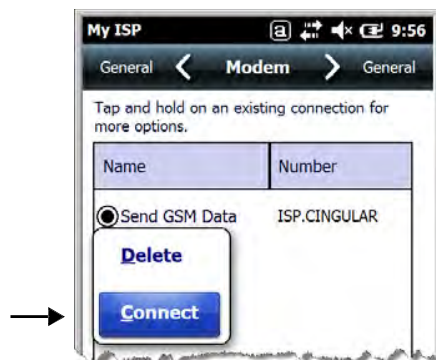 My ISP a 9:56
General Modem General
Tap and hold on an existing connection for
more options.
Name Number
Send GSM Data ISP.CINGULAR
Delete
Connect